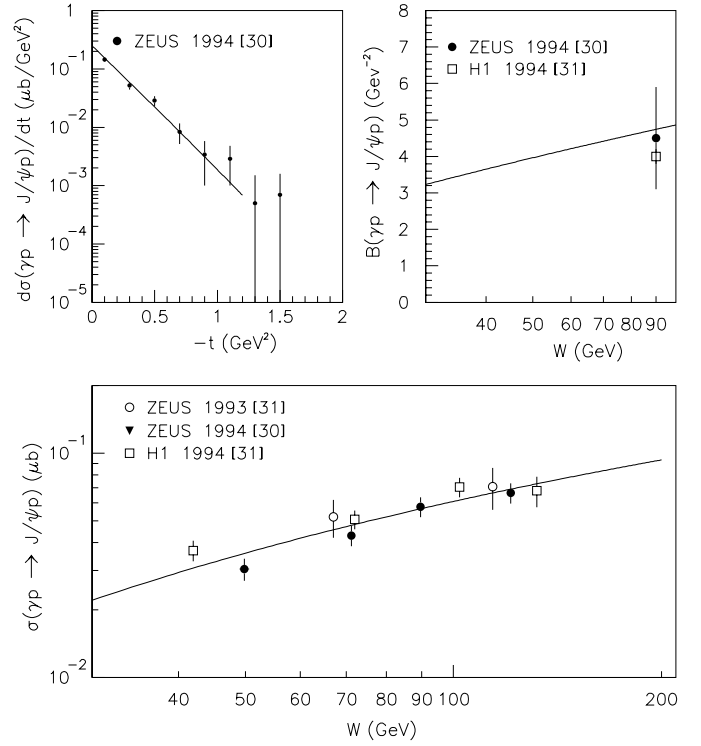 dσ(γp → J/ψp)/dt (μb/GeV²)
1
10⁻¹
10⁻²
10⁻³
10⁻⁴
10⁻⁵
ZEUS 1994 [30]
0 0.5 1 1.5 2
−t (GeV²)
B(γp → J/ψp) (Gev⁻²)
8
7
6
5
4
3
2
1
0
ZEUS 1994 [30]
H1 1994 [31]
40 50 60 70 80 90
W (GeV)
σ(γp → J/ψp) (μb)
10⁻¹
10⁻²
ZEUS 1993 [31]
ZEUS 1994 [30]
H1 1994 [31]
40 50 60 70 80 90 100 200
W (GeV)